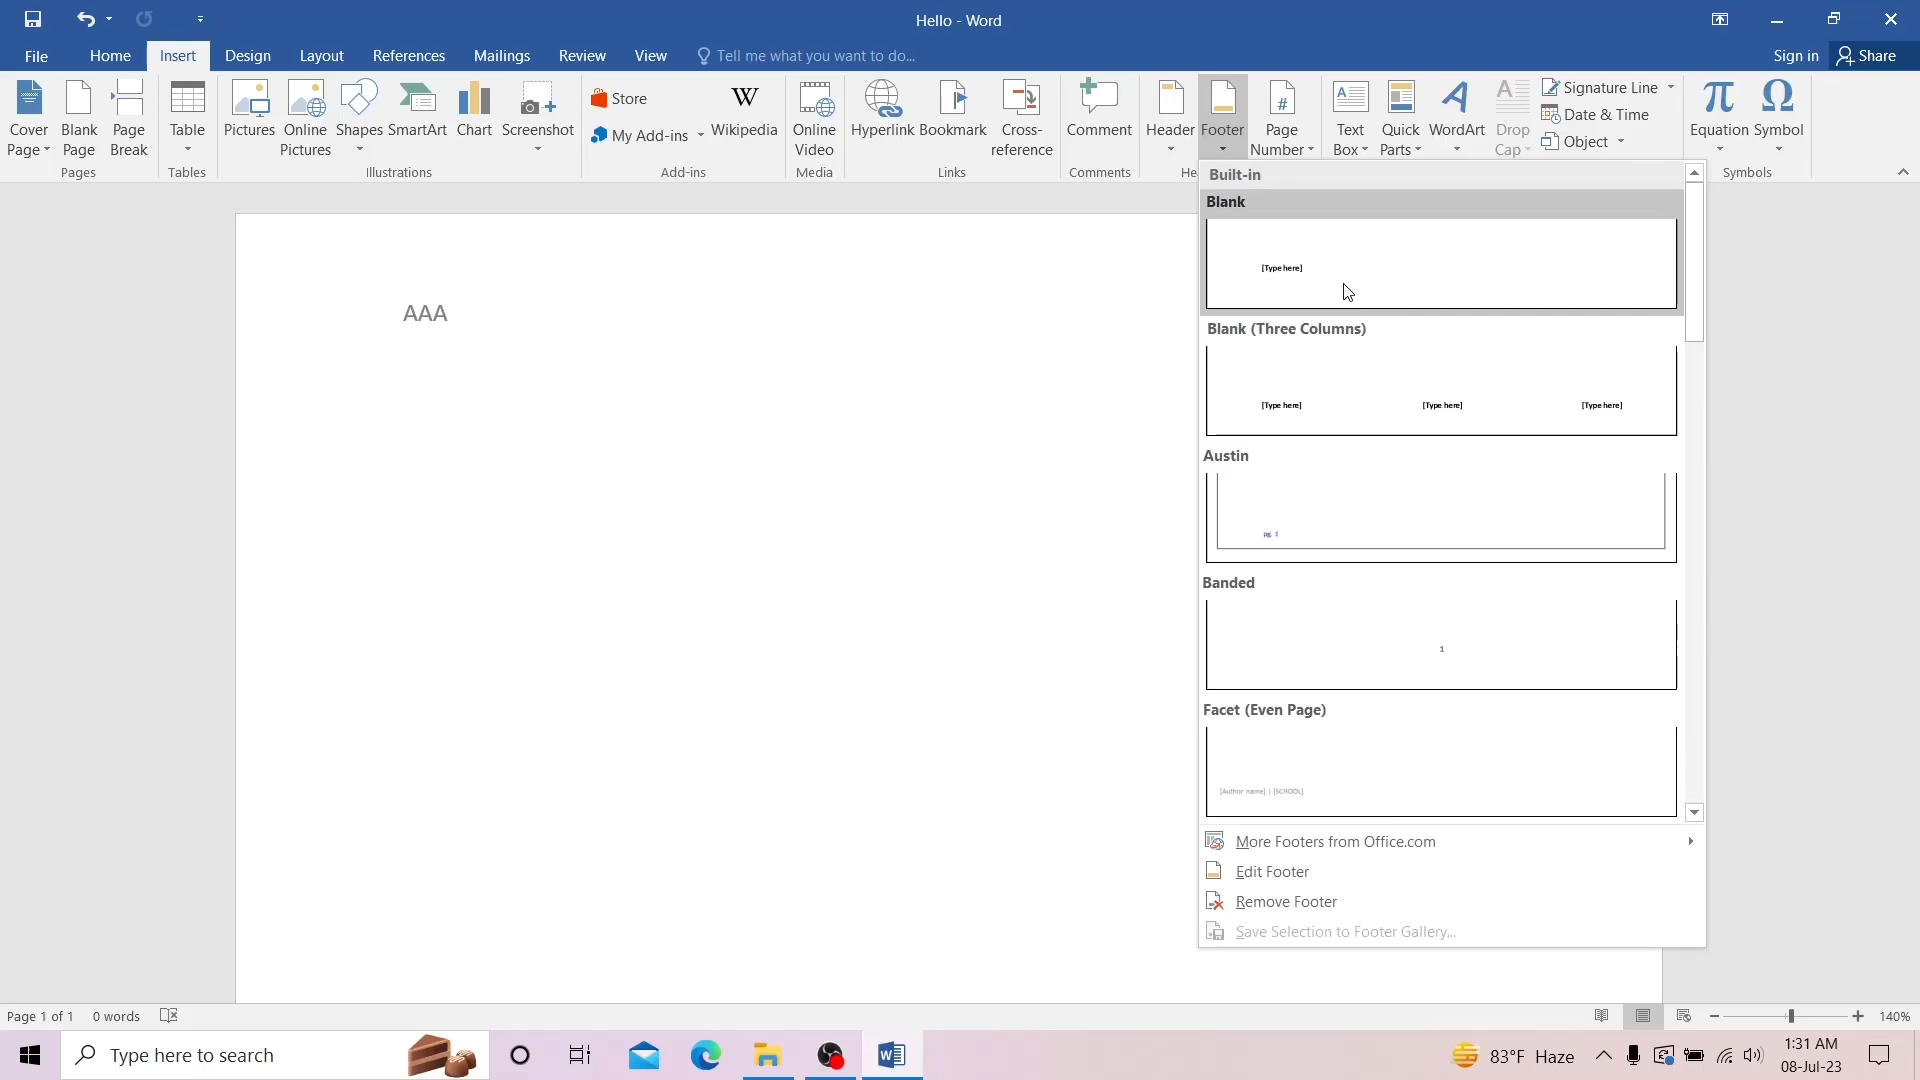 Hello - Word
File Home Insert Design Layout References Mailings Review View Tell me what you want to do... Sign in Share
Cover Page
Blank Page
Page Break
Table
Pictures
Online Pictures
Shapes
SmartArt
Chart
Screenshot
Store
My Add-ins
Wikipedia
Online Video
Hyperlink
Bookmark
Cross-reference
Comment
Header
Footer
Page Number
Text Box
Quick Parts
WordArt
Drop Cap
Signature Line
Date & Time
Object
Equation
Symbol
Pages Tables Illustrations Add-ins Media Links Comments He Symbols
Built-in
Blank
[Type here]
Blank (Three Columns)
[Type here] [Type here] [Type here]
Austin
pg. 1
Banded
1
Facet (Even Page)
[Author name] | [SCHOOL]
More Footers from Office.com
Edit Footer
Remove Footer
Save Selection to Footer Gallery...
AAA
Page 1 of 1 0 words 140%
Type here to search 83°F Haze 1:31 AM
08-Jul-23